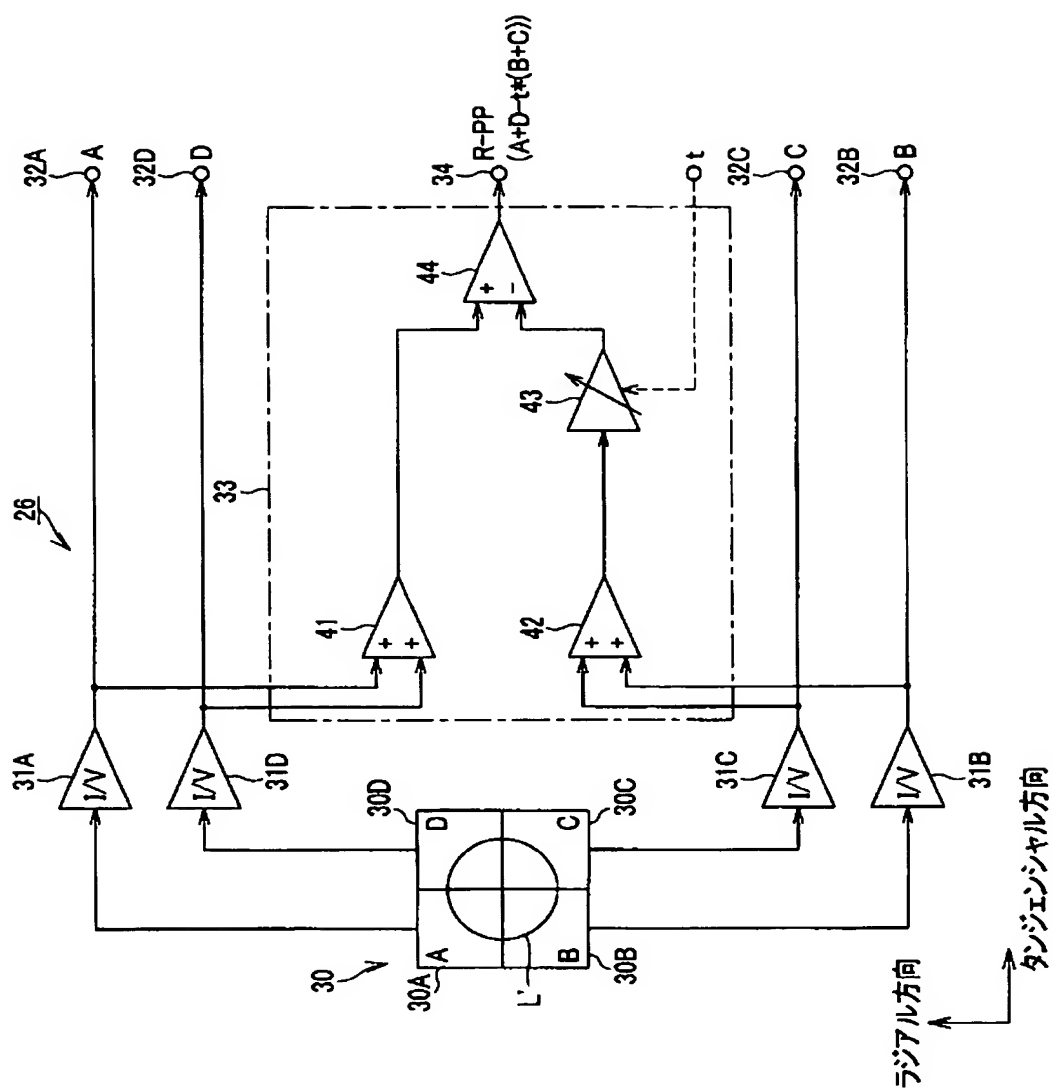 26
31A
I/V
32A
A
31D
I/V
32D
D
33
41
+
+
44
+
−
34
R-PP
(A+D-t*(B+C))
30
30A
A
30D
D
B
30B
C
30C
L'
42
+
+
43
t
31C
I/V
32C
C
31B
I/V
32B
B
ラジアル方向
タンジェンシャル方向